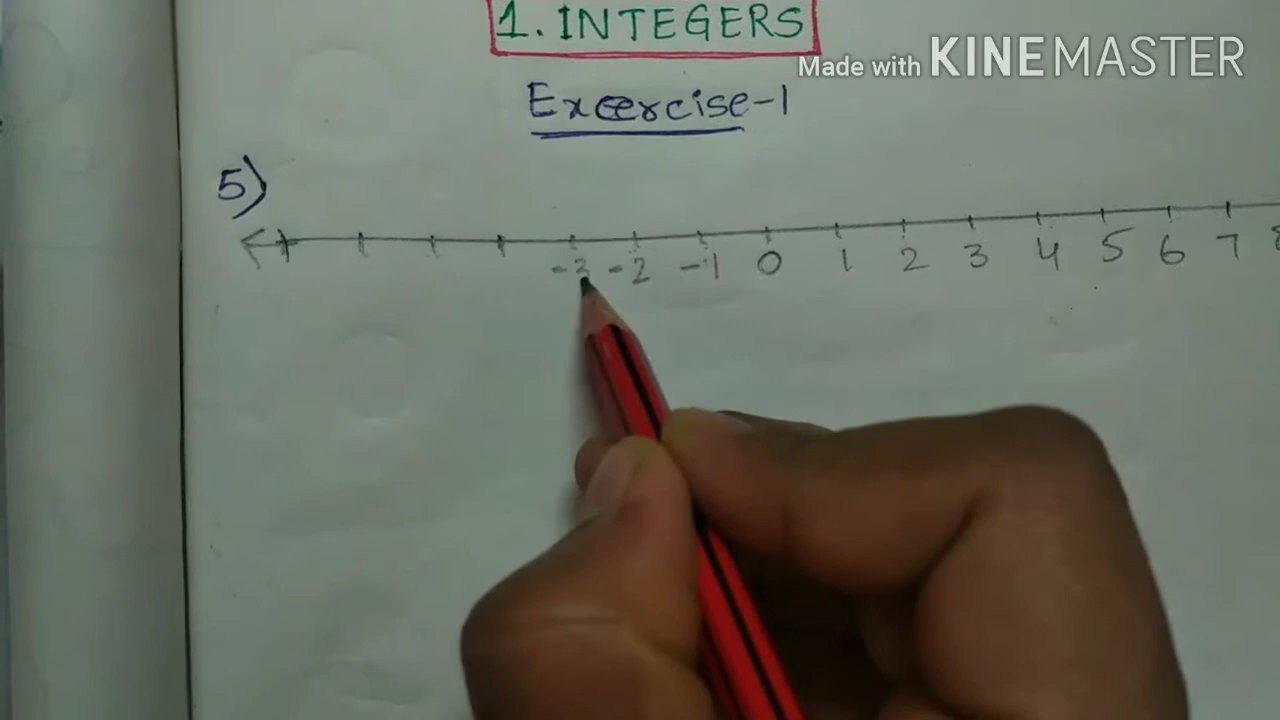 1. INTEGERS
Made with KINEMASTER
Excercise-1
5)
-3 -2 -1 0 1 2 3 4 5 6 7 8